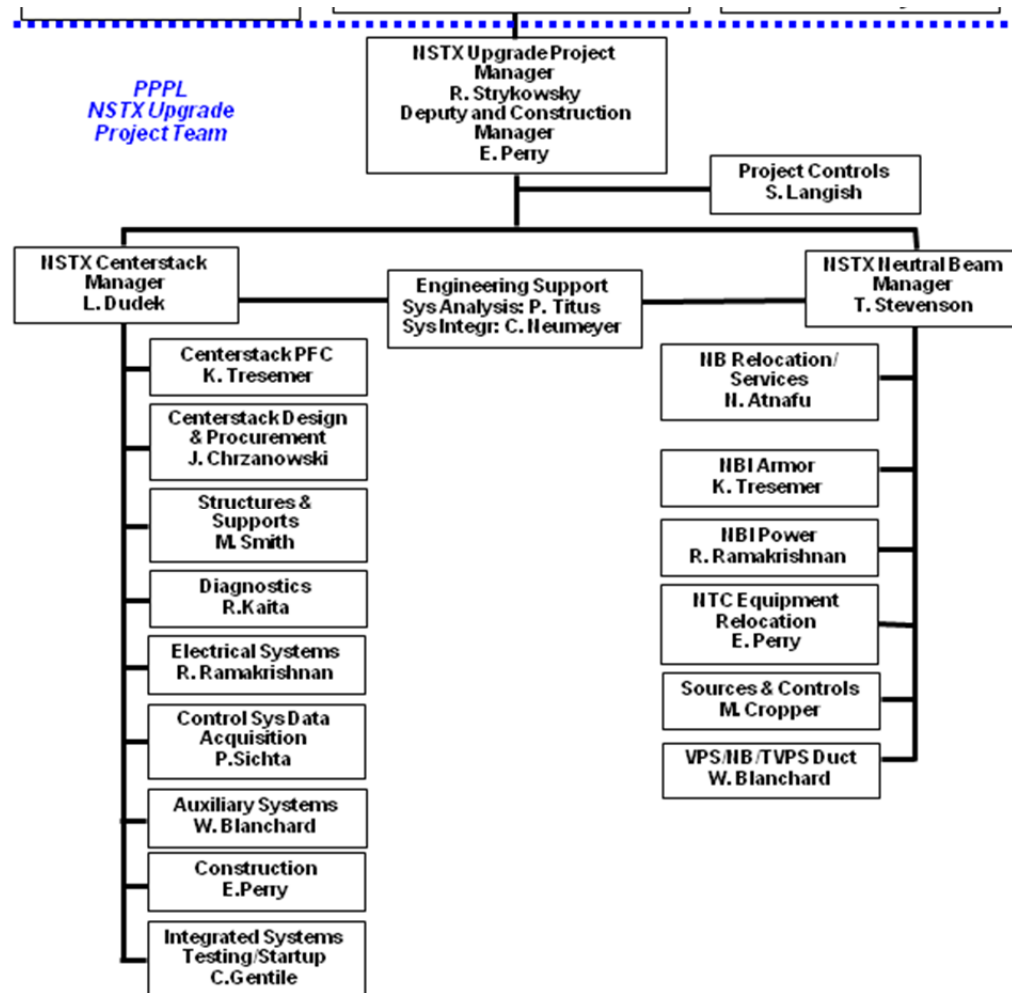 PPPL
NSTX Upgrade
Project Team
NSTX Upgrade Project
Manager
R. Strykowsky
Deputy and Construction
Manager
E. Perry
Project Controls
S. Langish
NSTX Centerstack
Manager
L. Dudek
Engineering Support
Sys Analysis: P. Titus
Sys Integr: C. Neumeyer
NSTX Neutral Beam
Manager
T. Stevenson
Centerstack PFC
K. Tresemer
Centerstack Design
& Procurement
J. Chrzanowski
Structures &
Supports
M. Smith
Diagnostics
R.Kaita
Electrical Systems
R. Ramakrishnan
Control Sys Data
Acquisition
P.Sichta
Auxiliary Systems
W. Blanchard
Construction
E.Perry
Integrated Systems
Testing/Startup
C.Gentile
NB Relocation/
Services
N. Atnafu
NBI Armor
K. Tresemer
NBI Power
R. Ramakrishnan
NTC Equipment
Relocation
E. Perry
Sources & Controls
M. Cropper
VPS/NB/TVPS Duct
W. Blanchard